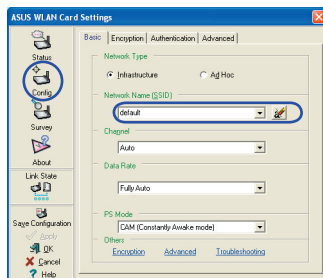 ASUS WLAN Card Settings
Status
Config
Survey
About
Link State
Save Configuration
Apply
OK
Cancel
Help
Basic Encryption Authentication Advanced
Network Type
Infrastructure Ad Hoc
Network Name (SSID)
default
Channel
Auto
Data Rate
Fully Auto
PS Mode
CAM (Constantly Awake mode)
Others
Encryption Advanced Troubleshooting